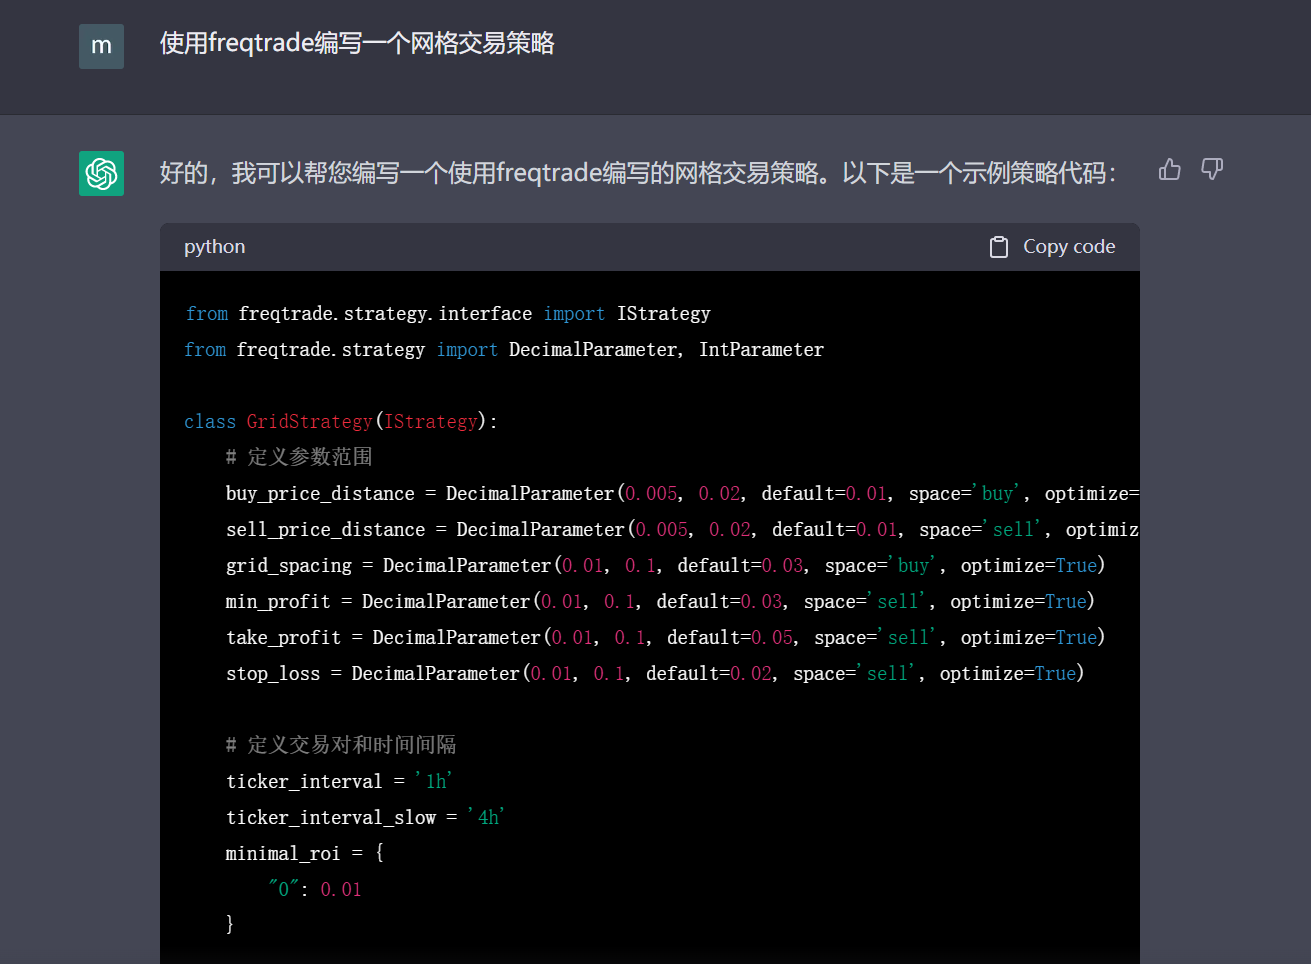 m
使用freqtrade编写一个网格交易策略
好的，我可以帮您编写一个使用freqtrade编写的网格交易策略。以下是一个示例策略代码：
python
Copy code
from freqtrade.strategy.interface import IStrategy
from freqtrade.strategy import DecimalParameter, IntParameter
class GridStrategy(IStrategy):
# 定义参数范围
buy_price_distance = DecimalParameter(0.005, 0.02, default=0.01, space='buy', optimize=
sell_price_distance = DecimalParameter(0.005, 0.02, default=0.01, space='sell', optimiz
grid_spacing = DecimalParameter(0.01, 0.1, default=0.03, space='buy', optimize=True)
min_profit = DecimalParameter(0.01, 0.1, default=0.03, space='sell', optimize=True)
take_profit = DecimalParameter(0.01, 0.1, default=0.05, space='sell', optimize=True)
stop_loss = DecimalParameter(0.01, 0.1, default=0.02, space='sell', optimize=True)
# 定义交易对和时间间隔
ticker_interval = '1h'
ticker_interval_slow = '4h'
minimal_roi = {
"0": 0.01
}